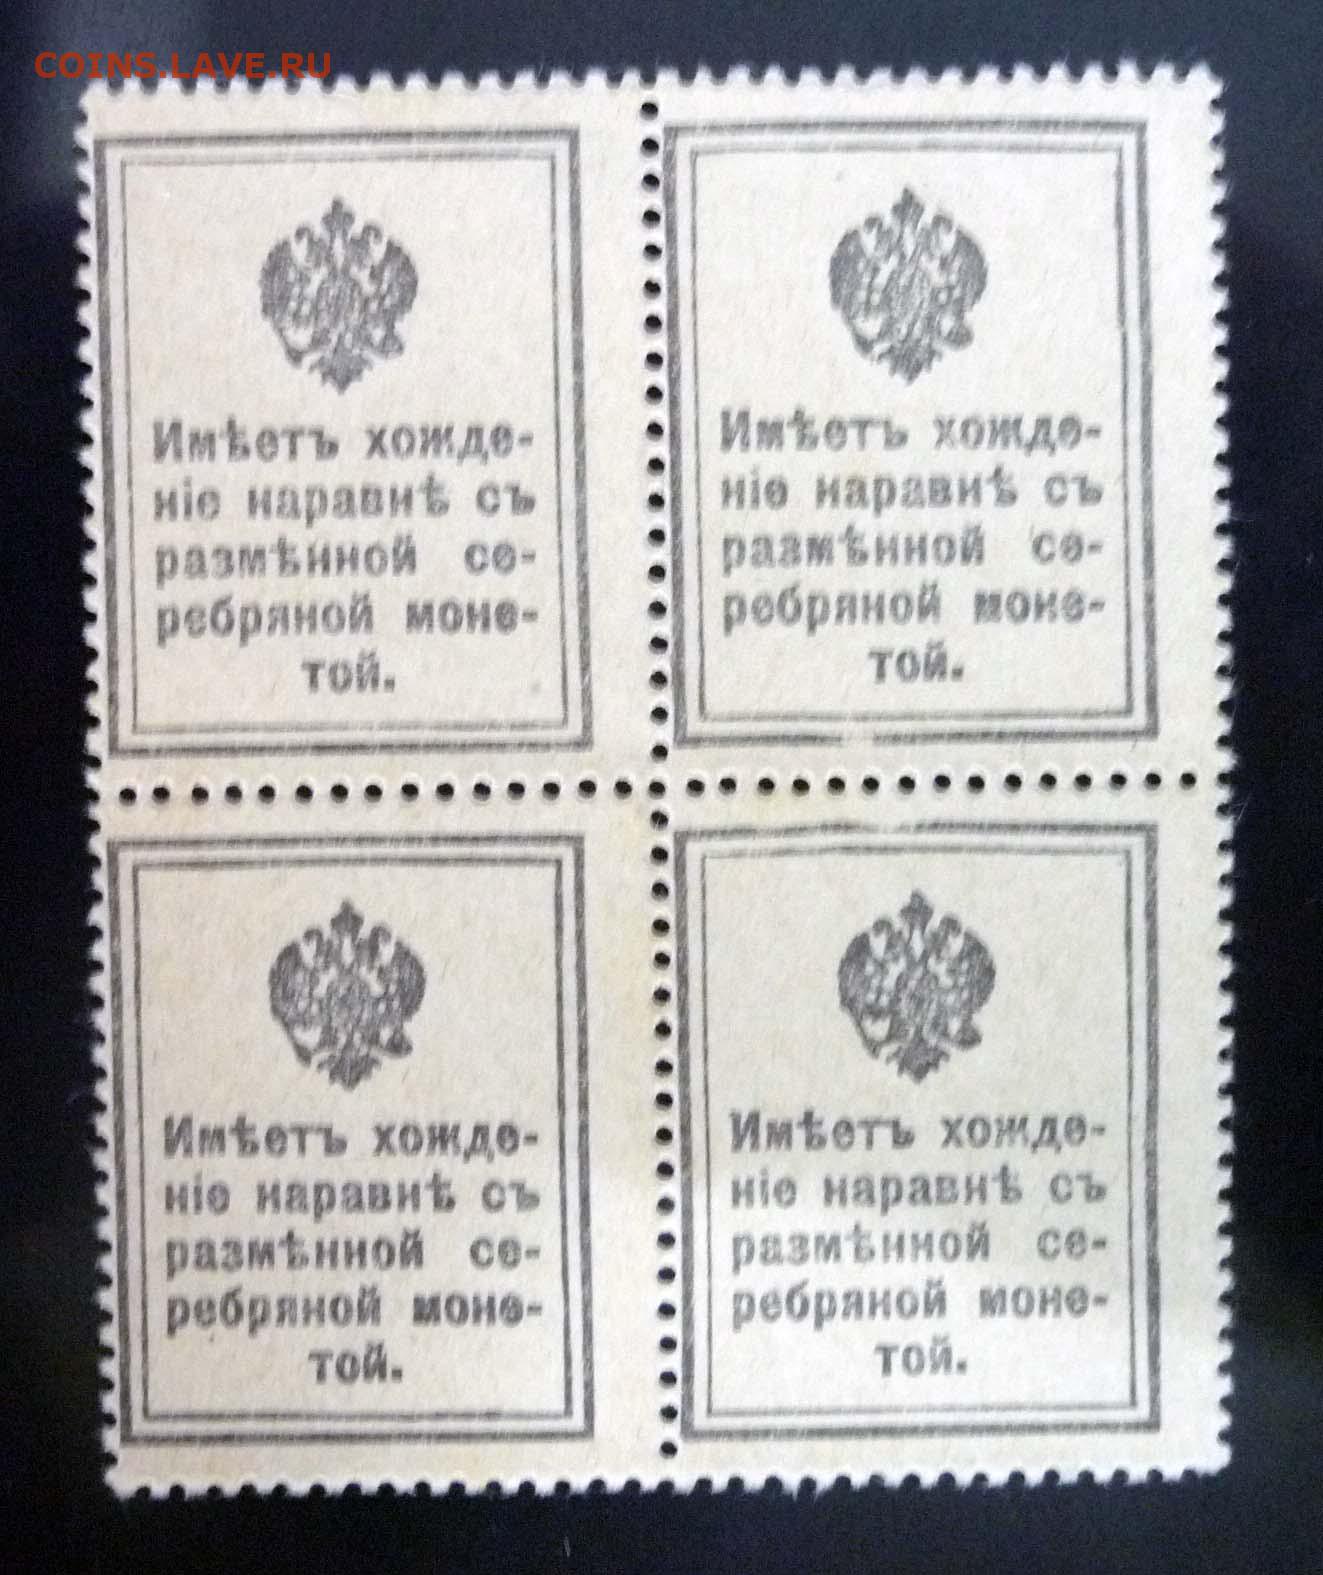 COINS.LAVE.RU
Имѣетъ хожде-
ніе наравнѣ съ
размѣнной се-
ребряной моне-
той.
Имѣетъ хожде-
ніе наравнѣ съ
размѣнной се-
ребряной моне-
той.
Имѣетъ хожде-
ніе наравнѣ съ
размѣнной се-
ребряной моне-
той.
Имѣетъ хожде-
ніе наравнѣ съ
размѣнной се-
ребряной моне-
той.